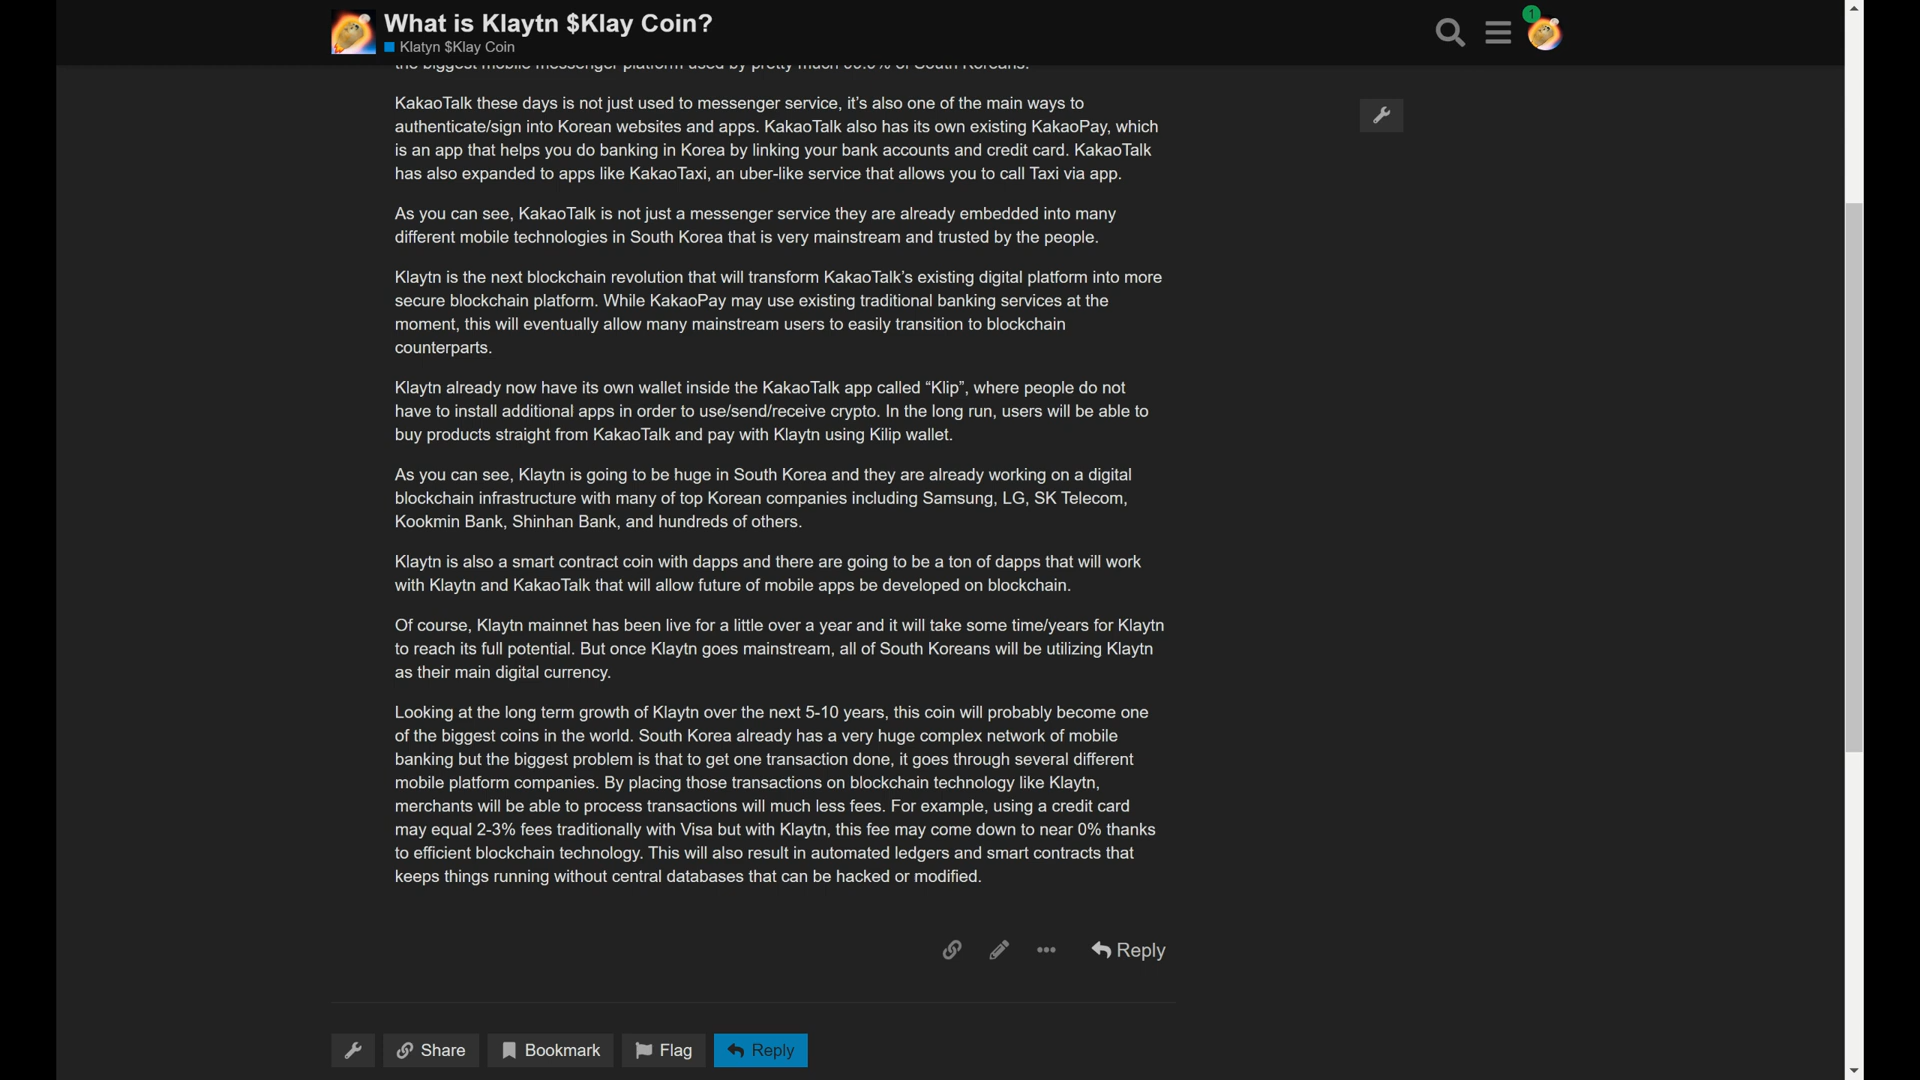 What is Klaytn $Klay Coin?
Klatyn $Klay Coin
1
the biggest mobile messenger platform used by pretty much 99.9% of South Koreans.
KakaoTalk these days is not just used to messenger service, it’s also one of the main ways to
authenticate/sign into Korean websites and apps. KakaoTalk also has its own existing KakaoPay, which
is an app that helps you do banking in Korea by linking your bank accounts and credit card. KakaoTalk
has also expanded to apps like KakaoTaxi, an uber-like service that allows you to call Taxi via app.
As you can see, KakaoTalk is not just a messenger service they are already embedded into many
different mobile technologies in South Korea that is very mainstream and trusted by the people.
Klaytn is the next blockchain revolution that will transform KakaoTalk’s existing digital platform into more
secure blockchain platform. While KakaoPay may use existing traditional banking services at the
moment, this will eventually allow many mainstream users to easily transition to blockchain
counterparts.
Klaytn already now have its own wallet inside the KakaoTalk app called “Klip”, where people do not
have to install additional apps in order to use/send/receive crypto. In the long run, users will be able to
buy products straight from KakaoTalk and pay with Klaytn using Kilip wallet.
As you can see, Klaytn is going to be huge in South Korea and they are already working on a digital
blockchain infrastructure with many of top Korean companies including Samsung, LG, SK Telecom,
Kookmin Bank, Shinhan Bank, and hundreds of others.
Klaytn is also a smart contract coin with dapps and there are going to be a ton of dapps that will work
with Klaytn and KakaoTalk that will allow future of mobile apps be developed on blockchain.
Of course, Klaytn mainnet has been live for a little over a year and it will take some time/years for Klaytn
to reach its full potential. But once Klaytn goes mainstream, all of South Koreans will be utilizing Klaytn
as their main digital currency.
Looking at the long term growth of Klaytn over the next 5-10 years, this coin will probably become one
of the biggest coins in the world. South Korea already has a very huge complex network of mobile
banking but the biggest problem is that to get one transaction done, it goes through several different
mobile platform companies. By placing those transactions on blockchain technology like Klaytn,
merchants will be able to process transactions will much less fees. For example, using a credit card
may equal 2-3% fees traditionally with Visa but with Klaytn, this fee may come down to near 0% thanks
to efficient blockchain technology. This will also result in automated ledgers and smart contracts that
keeps things running without central databases that can be hacked or modified.
Reply
Share Bookmark Flag Reply